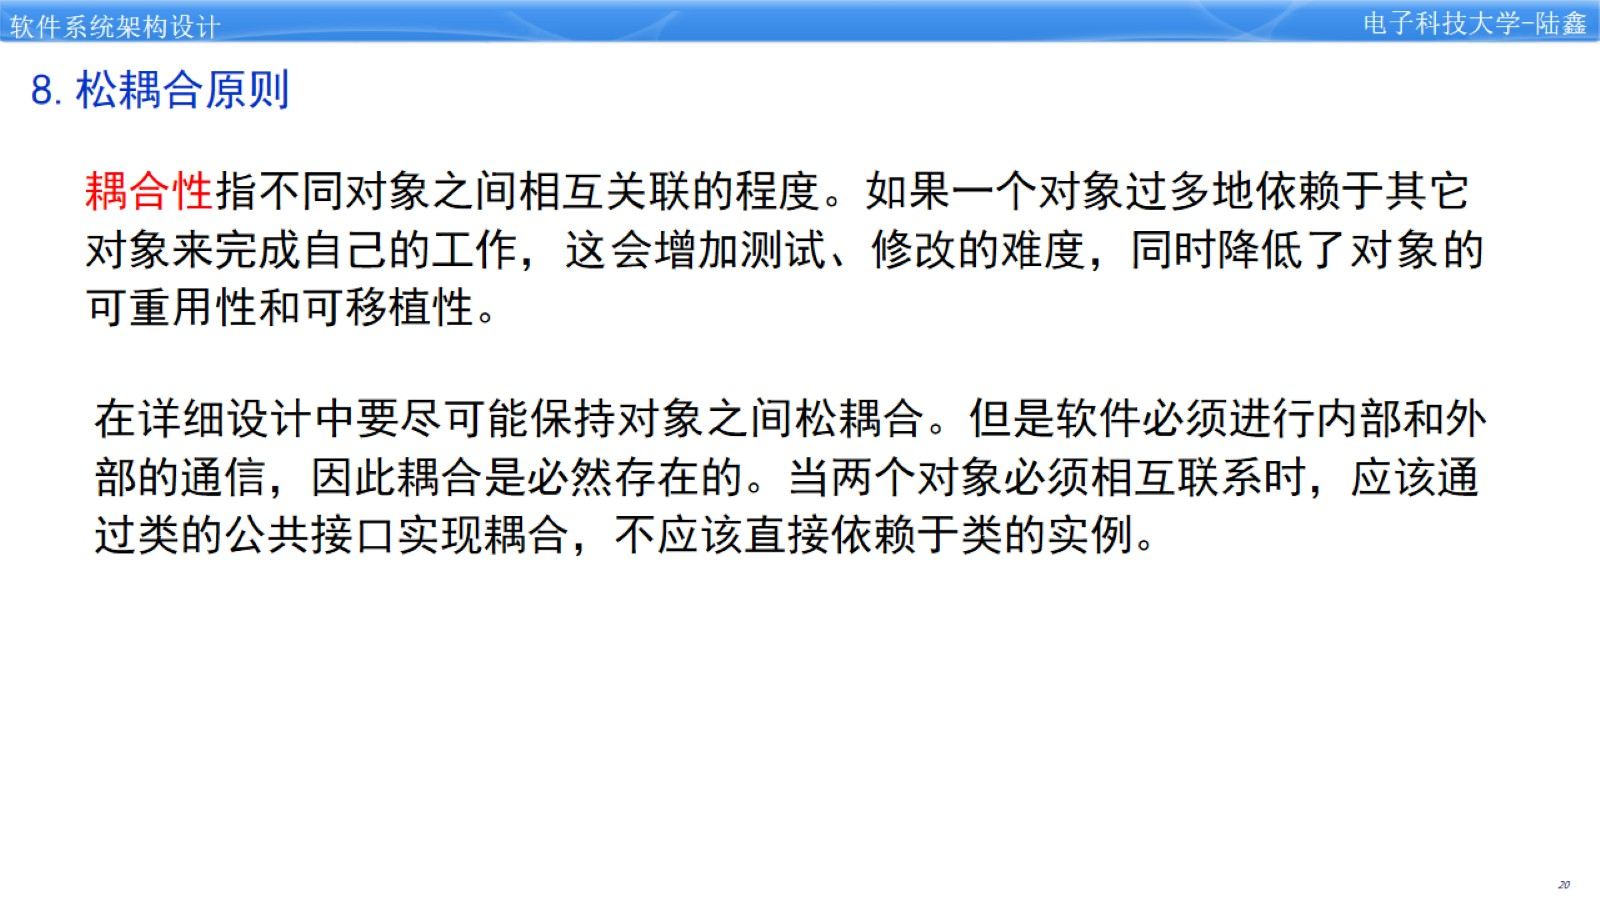 软件系统架构设计
电子科技大学-陆鑫
8. 松耦合原则
耦合性指不同对象之间相互关联的程度。如果一个对象过多地依赖于其它
对象来完成自己的工作，这会增加测试、修改的难度，同时降低了对象的
可重用性和可移植性。
在详细设计中要尽可能保持对象之间松耦合。但是软件必须进行内部和外
部的通信，因此耦合是必然存在的。当两个对象必须相互联系时，应该通
过类的公共接口实现耦合，不应该直接依赖于类的实例。
20